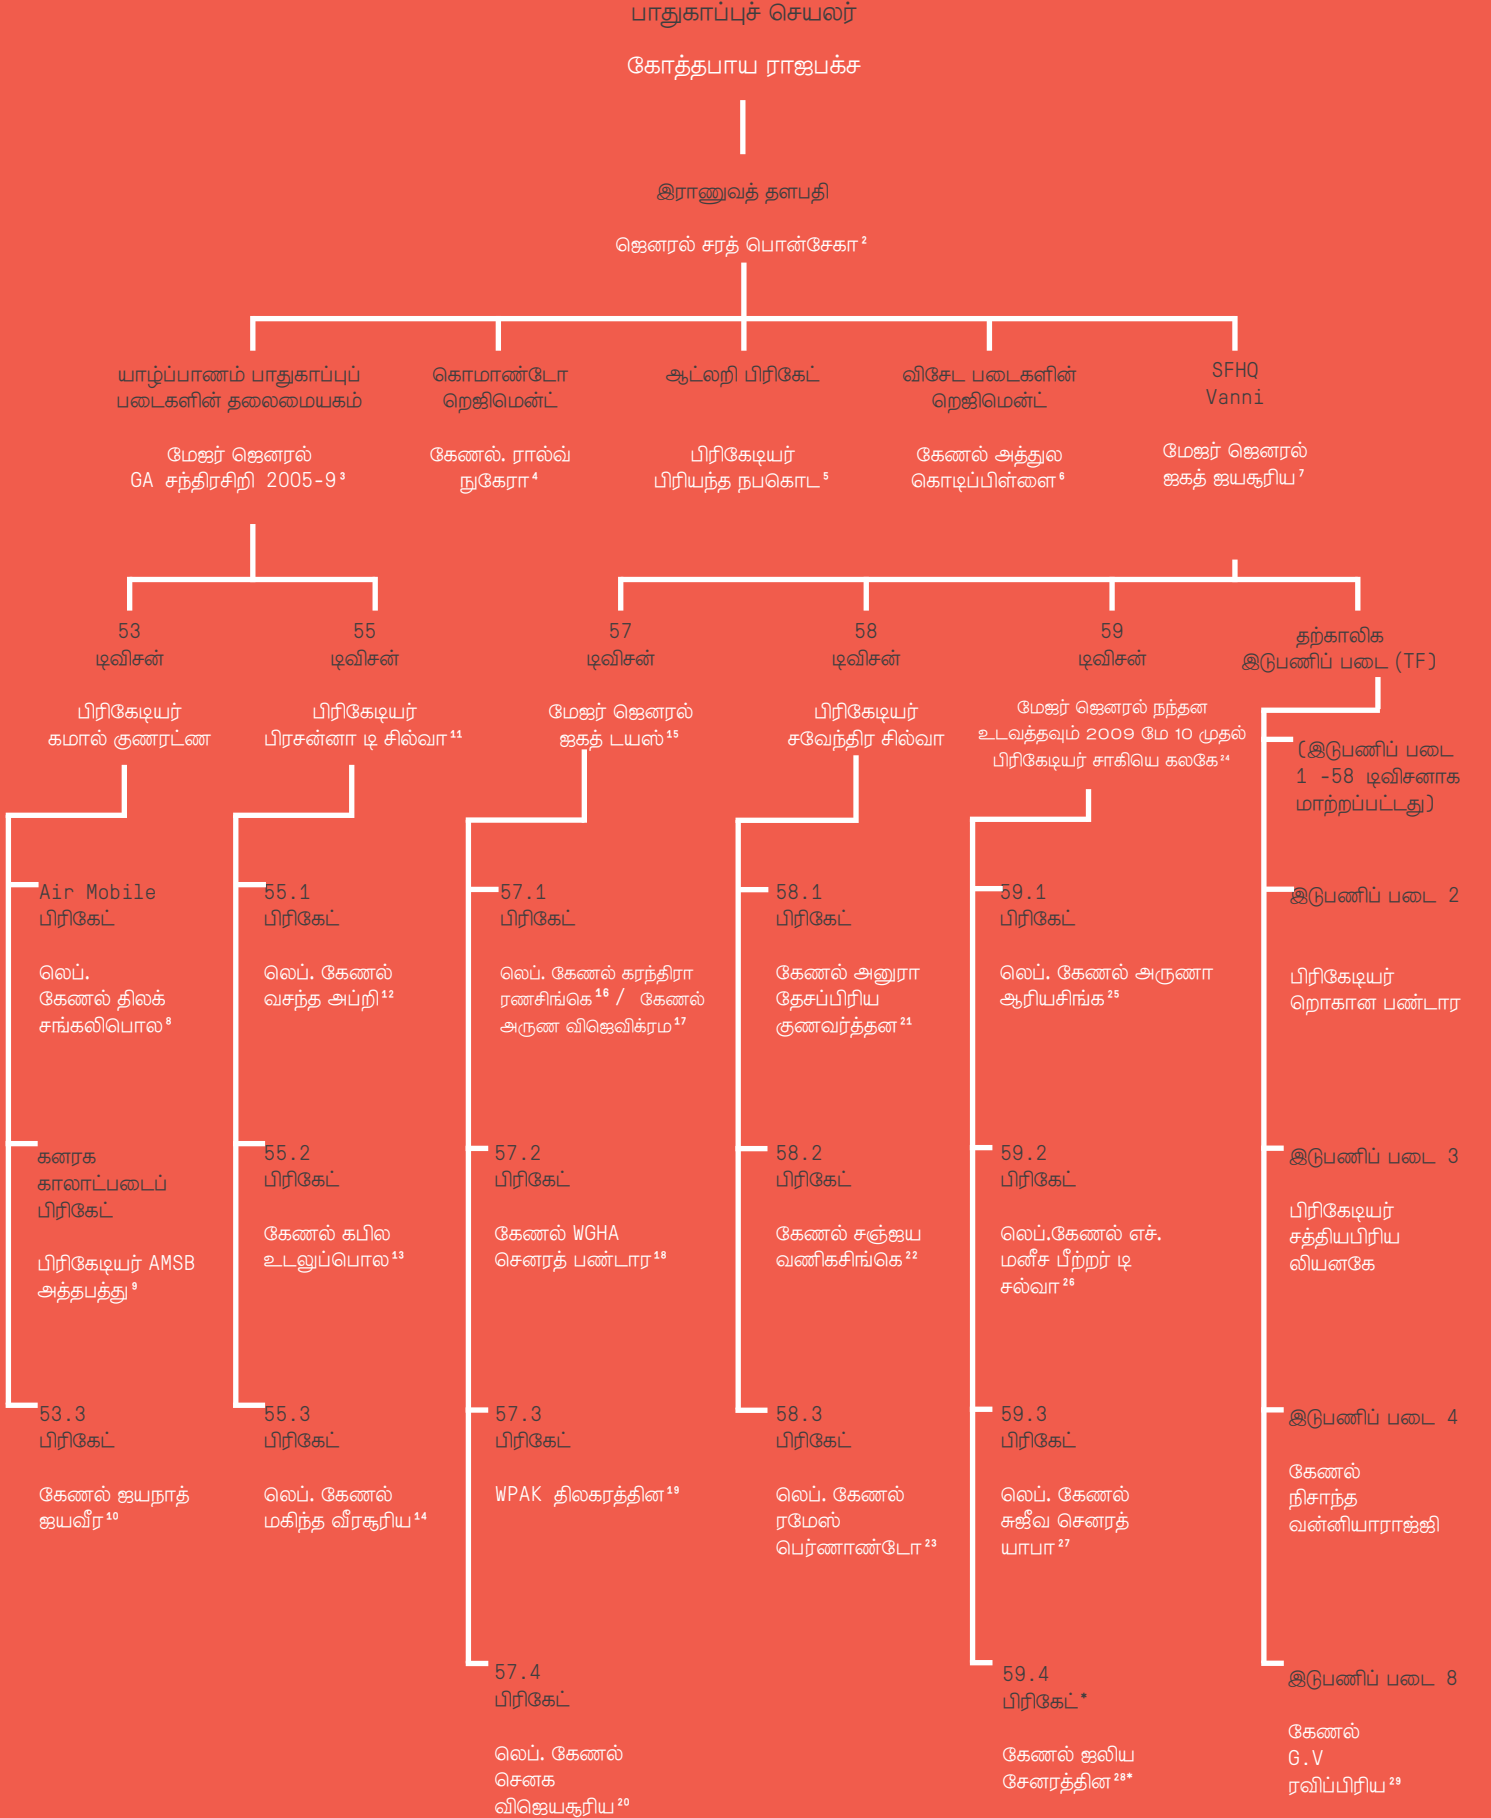 பாதுகாப்புச் செயலர்
கோத்தபாய ராஜபக்ச
இராணுவத் தளபதி
ஜெனரல் சரத் பொன்சேகா ²
யாழ்ப்பாணம் பாதுகாப்புப்
படைகளின் தலைமையகம்
மேஜர் ஜெனரல்
GA சந்திரசிறி 2005-9 ³
கொமாண்டோ
றெஜிமென்ட்
கேணல். ரால்வ்
நுகேரா ⁴
ஆட்லறி பிரிகேட்
பிரிகேடியர்
பிரியந்த நபகொட ⁵
விசேட படைகளின்
றெஜிமென்ட்
கேணல் அத்துல
கொடிப்பிள்ளை ⁶
SFHQ
Vanni
மேஜர் ஜெனரல்
ஜகத் ஜயசூரிய ⁷
53
டிவிசன்
பிரிகேடியர்
கமால் குணரட்ண
55
டிவிசன்
பிரிகேடியர்
பிரசன்னா டி சில்வா ¹¹
57
டிவிசன்
மேஜர் ஜெனரல்
ஜகத் டயஸ் ¹⁵
58
டிவிசன்
பிரிகேடியர்
சவேந்திர சில்வா
59
டிவிசன்
மேஜர் ஜெனரல் நந்தன
உடவத்தவும் 2009 மே 10 முதல்
பிரிகேடியர் சாகியெ கலகே ²⁴
தற்காலிக
இடுபணிப் படை (TF)
(இடுபணிப் படை
1 -58 டிவிசனாக
மாற்றப்பட்டது)
Air Mobile
பிரிகேட்
லெப்.
கேணல் திலக்
சங்கலிபொல ⁸
55.1
பிரிகேட்
லெப். கேணல்
வசந்த அப்றி ¹²
57.1
பிரிகேட்
லெப். கேணல் கரந்திரா
ரணசிங்கெ ¹⁶ / கேணல்
அருண விஜெவிக்ரம ¹⁷
58.1
பிரிகேட்
கேணல் அனுரா
தேசப்பிரிய
குணவர்த்தன ²¹
59.1
பிரிகேட்
லெப். கேணல் அருணா
ஆரியசிங்க ²⁵
இடுபணிப் படை 2
பிரிகேடியர்
றொகான பண்டார
கனரக
காலாட்படைப்
பிரிகேட்
பிரிகேடியர் AMSB
அத்தபத்து ⁹
55.2
பிரிகேட்
கேணல் கபில
உடலுப்பொல ¹³
57.2
பிரிகேட்
கேணல் WGHA
செனரத் பண்டார ¹⁸
58.2
பிரிகேட்
கேணல் சஞ்ஜய
வணிகசிங்கெ ²²
59.2
பிரிகேட்
லெப்.கேணல் எச்.
மனீச பீற்றர் டி
சல்வா ²⁶
இடுபணிப் படை 3
பிரிகேடியர்
சத்தியபிரிய
லியனகே
53.3
பிரிகேட்
கேணல் ஜயநாத்
ஜயவீர ¹⁰
55.3
பிரிகேட்
லெப். கேணல்
மகிந்த வீரசூரிய ¹⁴
57.3
பிரிகேட்
WPAK திலகரத்தின ¹⁹
58.3
பிரிகேட்
லெப். கேணல்
ரமேஸ்
பெர்ணாண்டோ ²³
59.3
பிரிகேட்
லெப். கேணல்
சுஜீவ செனரத்
யாபா ²⁷
இடுபணிப் படை 4
கேணல்
நிசாந்த
வன்னியாராஜ்ஜி
57.4
பிரிகேட்
லெப். கேணல்
செனக
விஜெயசூரிய ²⁰
59.4
பிரிகேட்*
கேணல் ஜலிய
சேனரத்தின ²⁸*
இடுபணிப் படை 8
கேணல்
G.V
ரவிப்பிரிய ²⁹